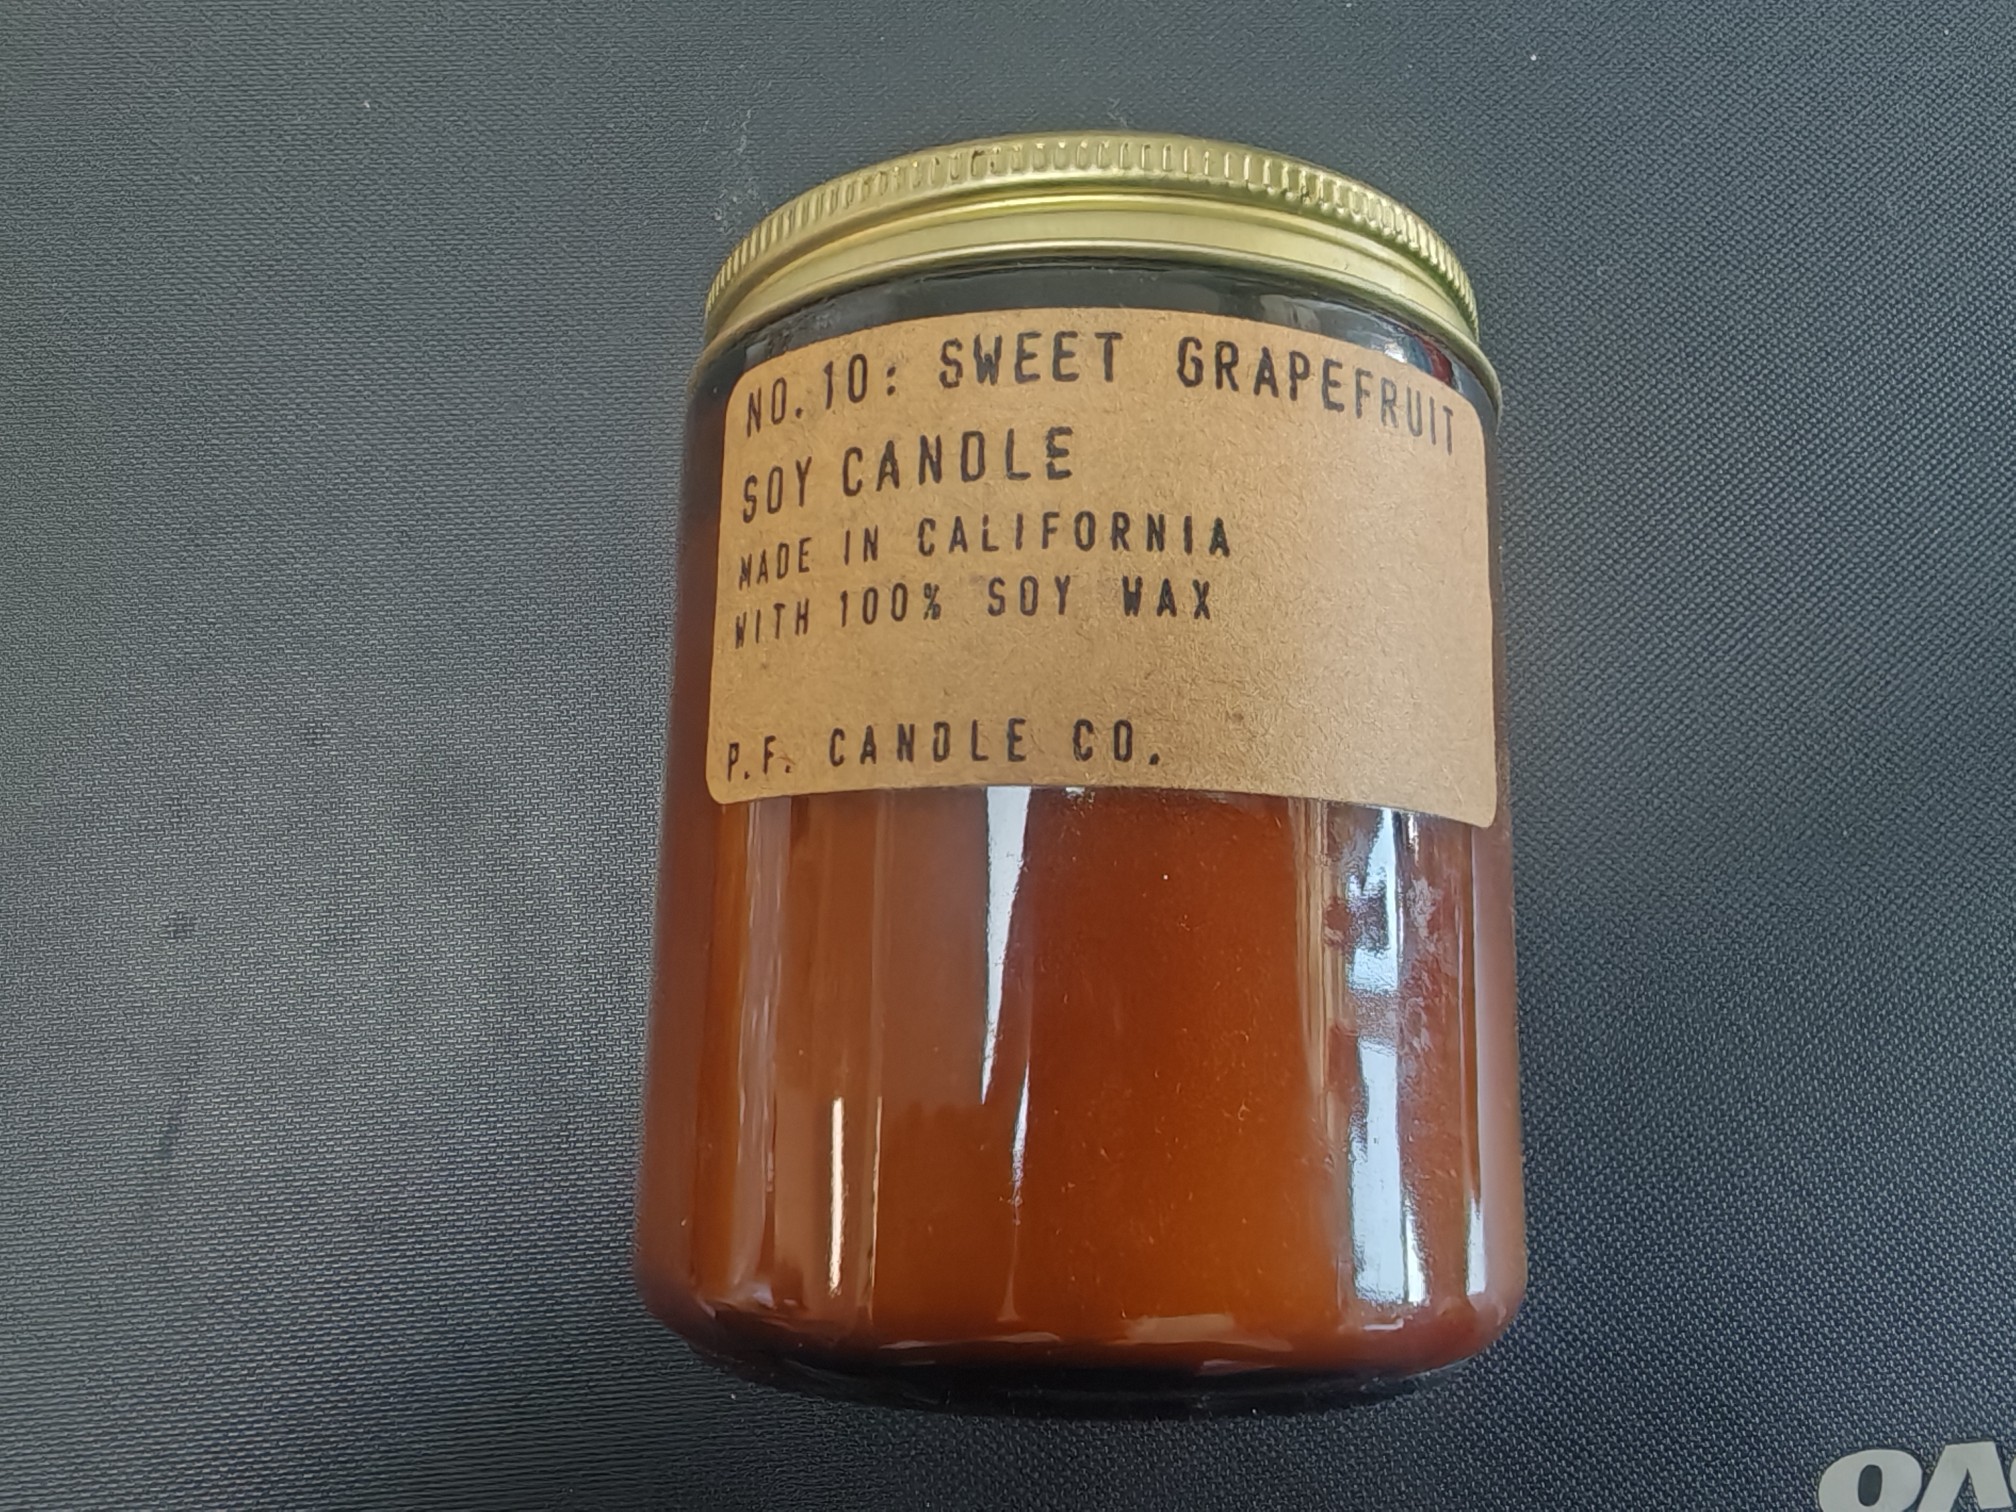 NO.10: SWEET GRAPEFRUIT
SOY CANDLE
MADE IN CALIFORNIA
WITH 100% SOY WAX
P.F. CANDLE CO.